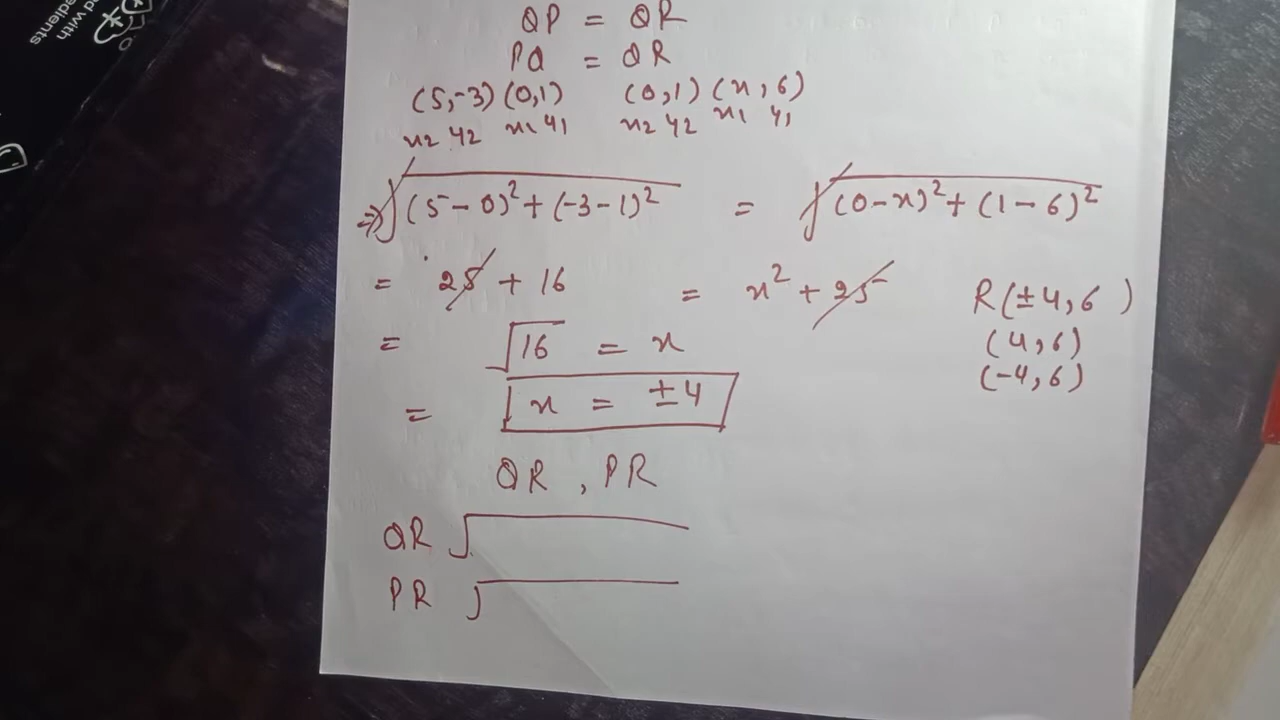 QP = QR
PQ = QR
(5,-3) (0,1) (0,1) (x,6)
x2 y2 x1 y1 x2 y2 x1 y1
⇒ √(5-0)²+(-3-1)² = √(0-x)²+(1-6)²
= 25 + 16 = x² + 25
= √16 = x
= x = ±4
R(±4,6)
(4,6)
(-4,6)
QR , PR
QR √
PR √
d with
edients